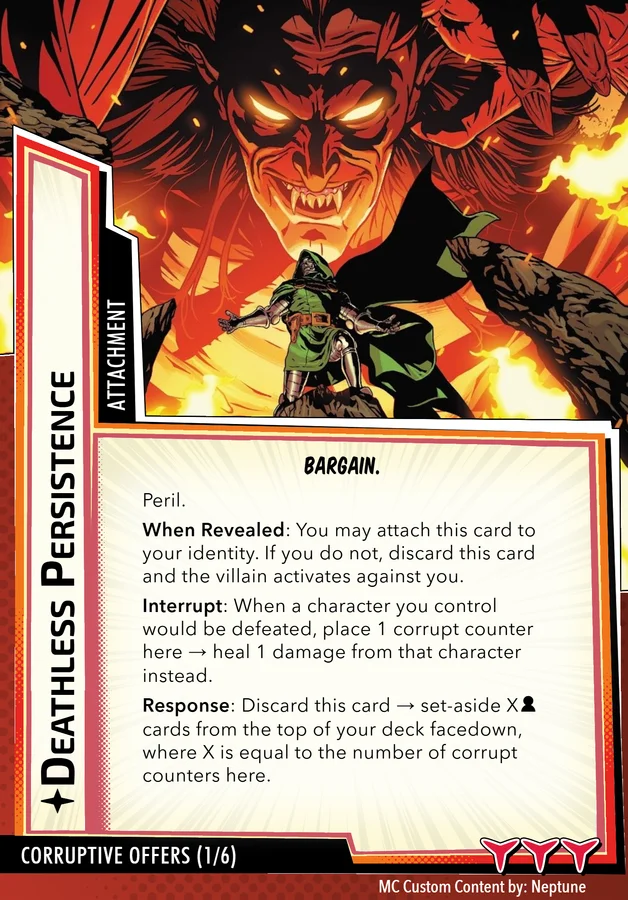 DEATHLESS PERSISTENCE
ATTACHMENT
BARGAIN.
Peril.
When Revealed: You may attach this card to
your identity. If you do not, discard this card
and the villain activates against you.
Interrupt: When a character you control
would be defeated, place 1 corrupt counter
here → heal 1 damage from that character
instead.
Response: Discard this card → set-aside X
cards from the top of your deck facedown,
where X is equal to the number of corrupt
counters here.
CORRUPTIVE OFFERS (1/6)
MC Custom Content by: Neptune